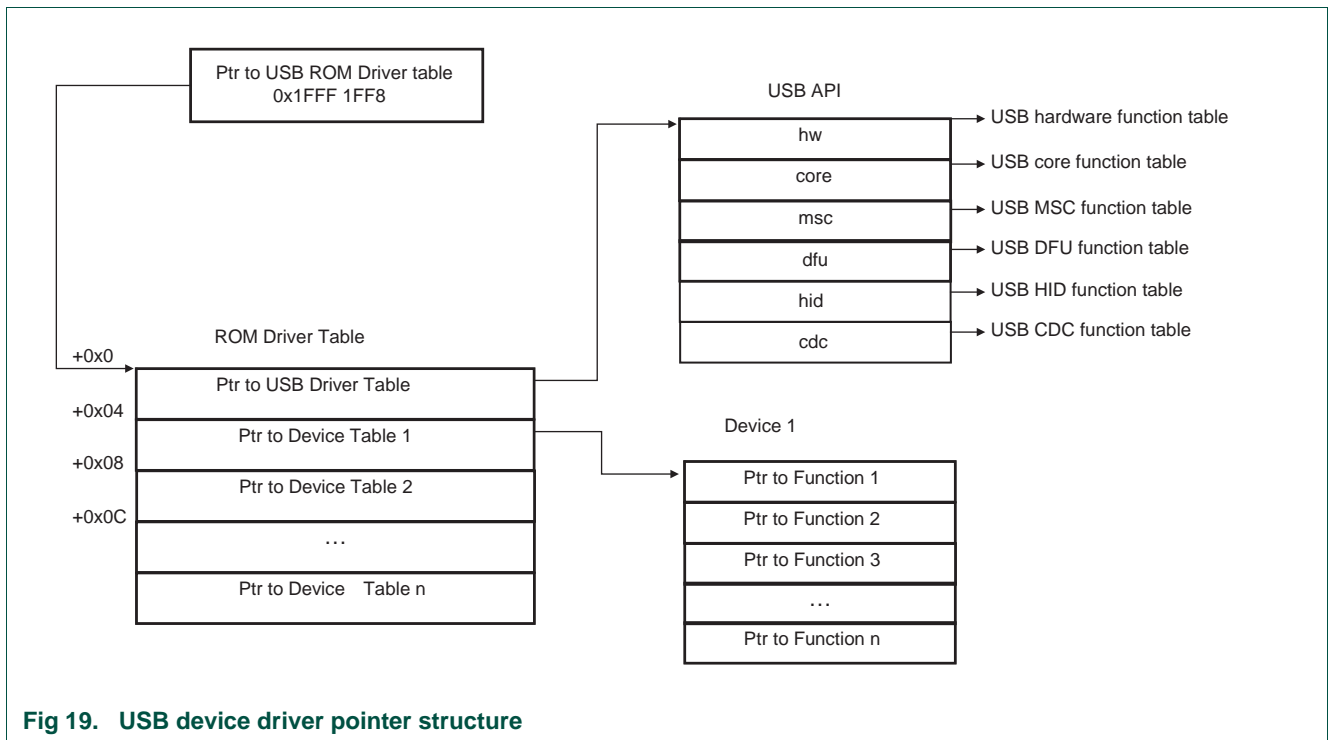 Ptr to USB ROM Driver table
0x1FFF 1FF8
USB API
hw
core
msc
dfu
hid
cdc
USB hardware function table
USB core function table
USB MSC function table
USB DFU function table
USB HID function table
USB CDC function table
ROM Driver Table
+0x0
Ptr to USB Driver Table
+0x04
Ptr to Device Table 1
+0x08
Ptr to Device Table 2
+0x0C
...
Ptr to Device Table n
Device 1
Ptr to Function 1
Ptr to Function 2
Ptr to Function 3
...
Ptr to Function n
Fig 19. USB device driver pointer structure